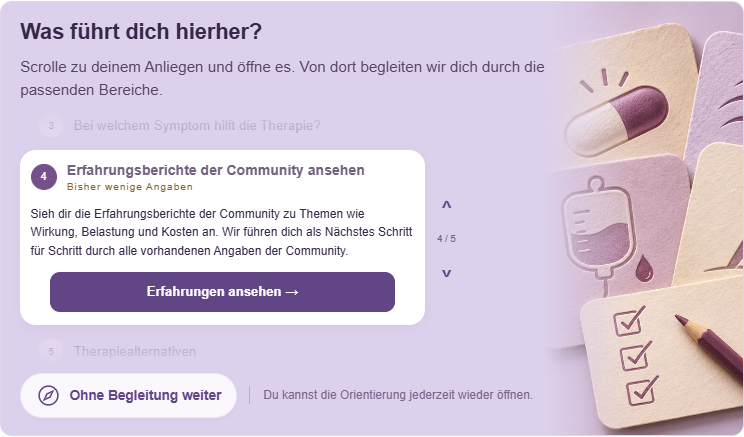 Was führt dich hierher?
Scrolle zu deinem Anliegen und öffne es. Von dort begleiten wir dich durch die
passenden Bereiche.
3 Bei welchem Symptom hilft die Therapie?
4 Erfahrungsberichte der Community ansehen
Bisher wenige Angaben
Sieh dir die Erfahrungsberichte der Community zu Themen wie
Wirkung, Belastung und Kosten an. Wir führen dich als Nächstes Schritt
für Schritt durch alle vorhandenen Angaben der Community.
4 / 5
Erfahrungen ansehen →
5 Therapiealternativen
Ohne Begleitung weiter
Du kannst die Orientierung jederzeit wieder öffnen.